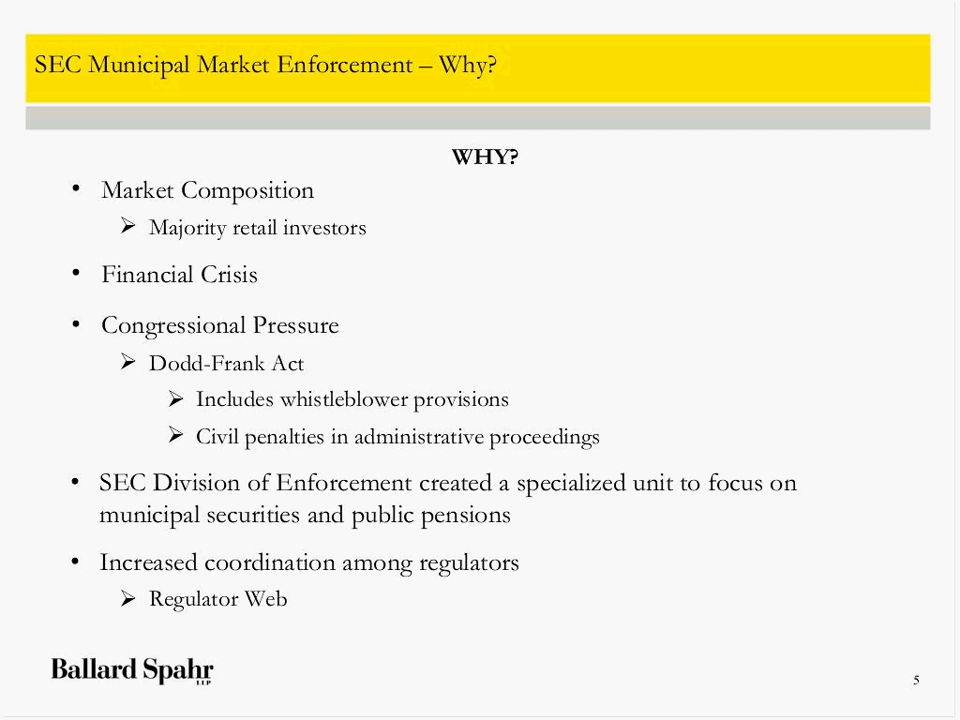 SEC Municipal Market Enforcement – Why?
WHY?
• Market Composition
➢ Majority retail investors
• Financial Crisis
• Congressional Pressure
➢ Dodd-Frank Act
➢ Includes whistleblower provisions
➢ Civil penalties in administrative proceedings
• SEC Division of Enforcement created a specialized unit to focus on
municipal securities and public pensions
• Increased coordination among regulators
➢ Regulator Web
Ballard Spahr
LLP
5